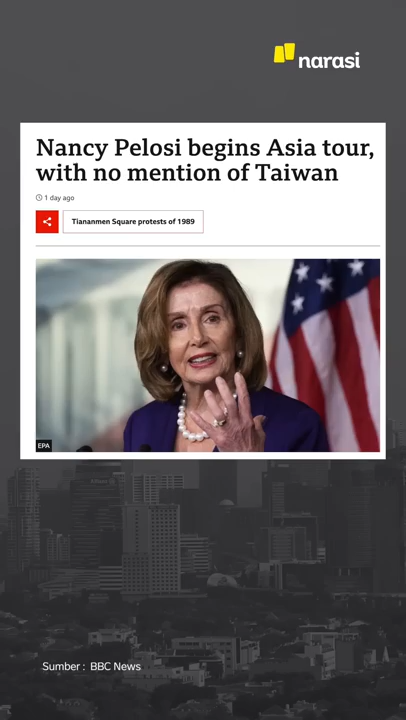 narasi
Nancy Pelosi begins Asia tour,
with no mention of Taiwan
1 day ago
Tiananmen Square protests of 1989
EPA
Sumber : BBC News